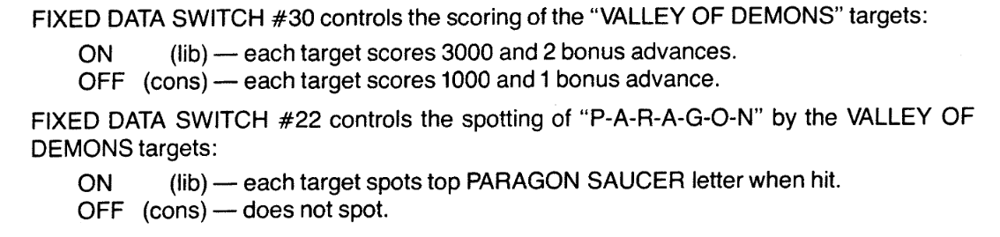 FIXED DATA SWITCH #30 controls the scoring of the “VALLEY OF DEMONS” targets:
ON (lib) — each target scores 3000 and 2 bonus advances.
OFF (cons) — each target scores 1000 and 1 bonus advance.
FIXED DATA SWITCH #22 controls the spotting of “P-A-R-A-G-O-N” by the VALLEY OF
DEMONS targets:
ON (lib) — each target spots top PARAGON SAUCER letter when hit.
OFF (cons) — does not spot.